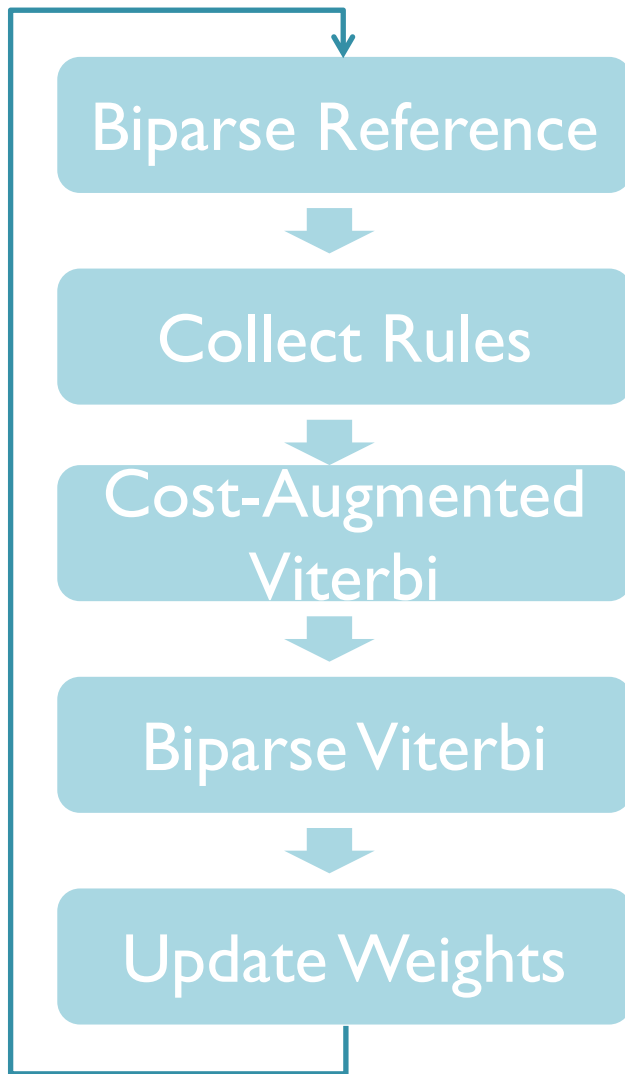 Biparse Reference
Collect Rules
Cost-Augmented
Viterbi
Biparse Viterbi
Update Weights